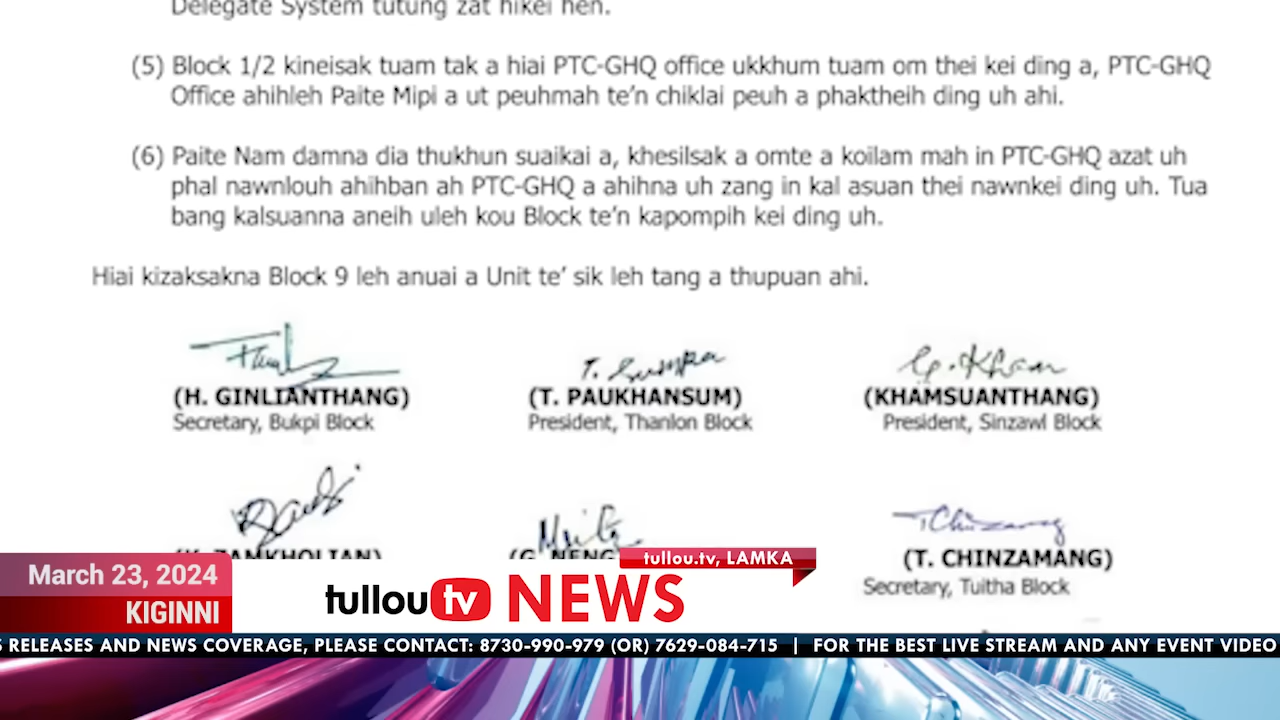 Delegate System tutung zat hikei hen.
(5) Block 1/2 kineisak tuam tak a hiai PTC-GHQ office ukkhum tuam om thei kei ding a, PTC-GHQ
Office ahihleh Paite Mipi a ut peuhmah te'n chiklai peuh a phaktheih ding uh ahi.
(6) Paite Nam damna dia thukhun suaikai a, khesilsak a omte a koilam mah in PTC-GHQ azat uh
phal nawnlouh ahihban ah PTC-GHQ a ahihna uh zang in kal asuan thei nawnkei ding uh. Tua
bang kalsuanna aneih uleh kou Block te'n kapompih kei ding uh.
Hiai kizaksakna Block 9 leh anuai a Unit te' sik leh tang a thupuan ahi.
(H. GINLIANTHANG)
Secretary, Bukpi Block
T. Sumpa
(T. PAUKHANSUM)
President, Thanlon Block
G. Kham
(KHAMSUANTHANG)
President, Sinzawl Block
T Chinzamang
(T. CHINZAMANG)
Secretary, Tuitha Block
(G. NENG
tullou.tv, LAMKA
March 23, 2024
KIGINNI
tullou tv NEWS
RELEASES AND NEWS COVERAGE, PLEASE CONTACT: 8730-990-979 (OR) 7629-084-715 | FOR THE BEST LIVE STREAM AND ANY EVENT VIDEO